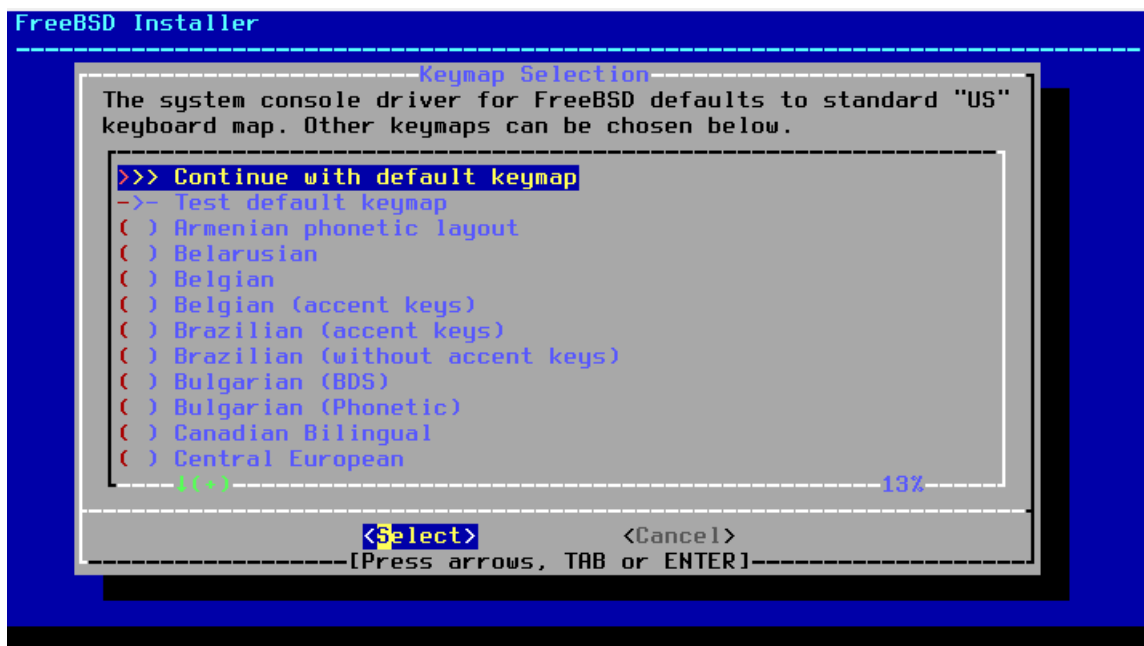 FreeBSD Installer
Keymap Selection
The system console driver for FreeBSD defaults to standard "US"
keyboard map. Other keymaps can be chosen below.
>>> Continue with default keymap
->- Test default keymap
( ) Armenian phonetic layout
( ) Belarusian
( ) Belgian
( ) Belgian (accent keys)
( ) Brazilian (accent keys)
( ) Brazilian (without accent keys)
( ) Bulgarian (BDS)
( ) Bulgarian (Phonetic)
( ) Canadian Bilingual
( ) Central European
↓(+) 13%
<Select> <Cancel>
[Press arrows, TAB or ENTER]